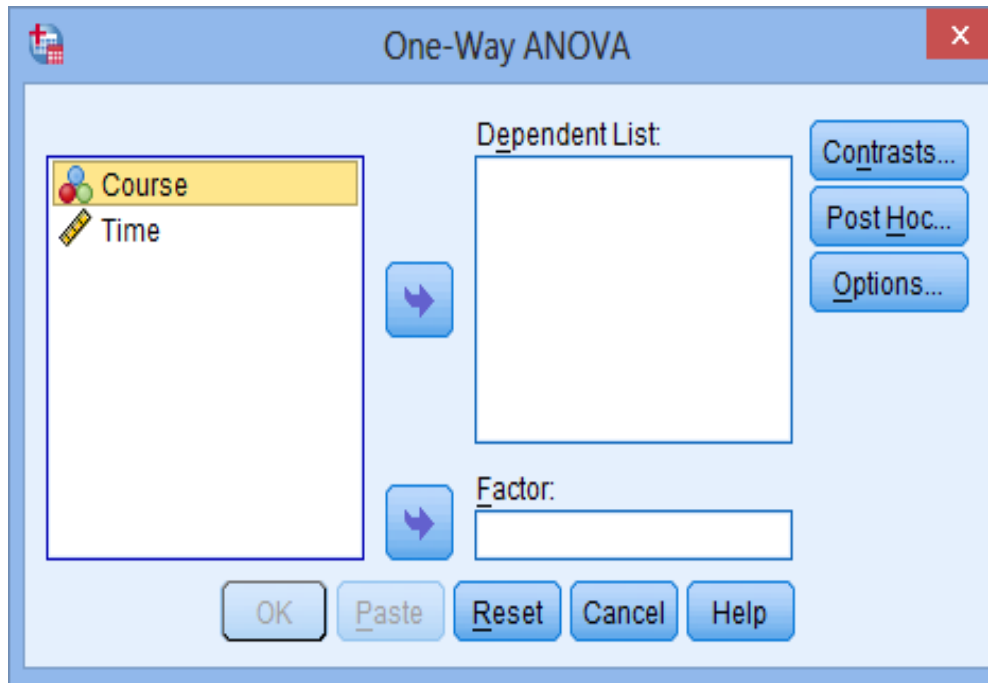 One-Way ANOVA
x
Course
Time
Dependent List:
Contrasts...
Post Hoc...
Options...
Factor:
OK Paste Reset Cancel Help